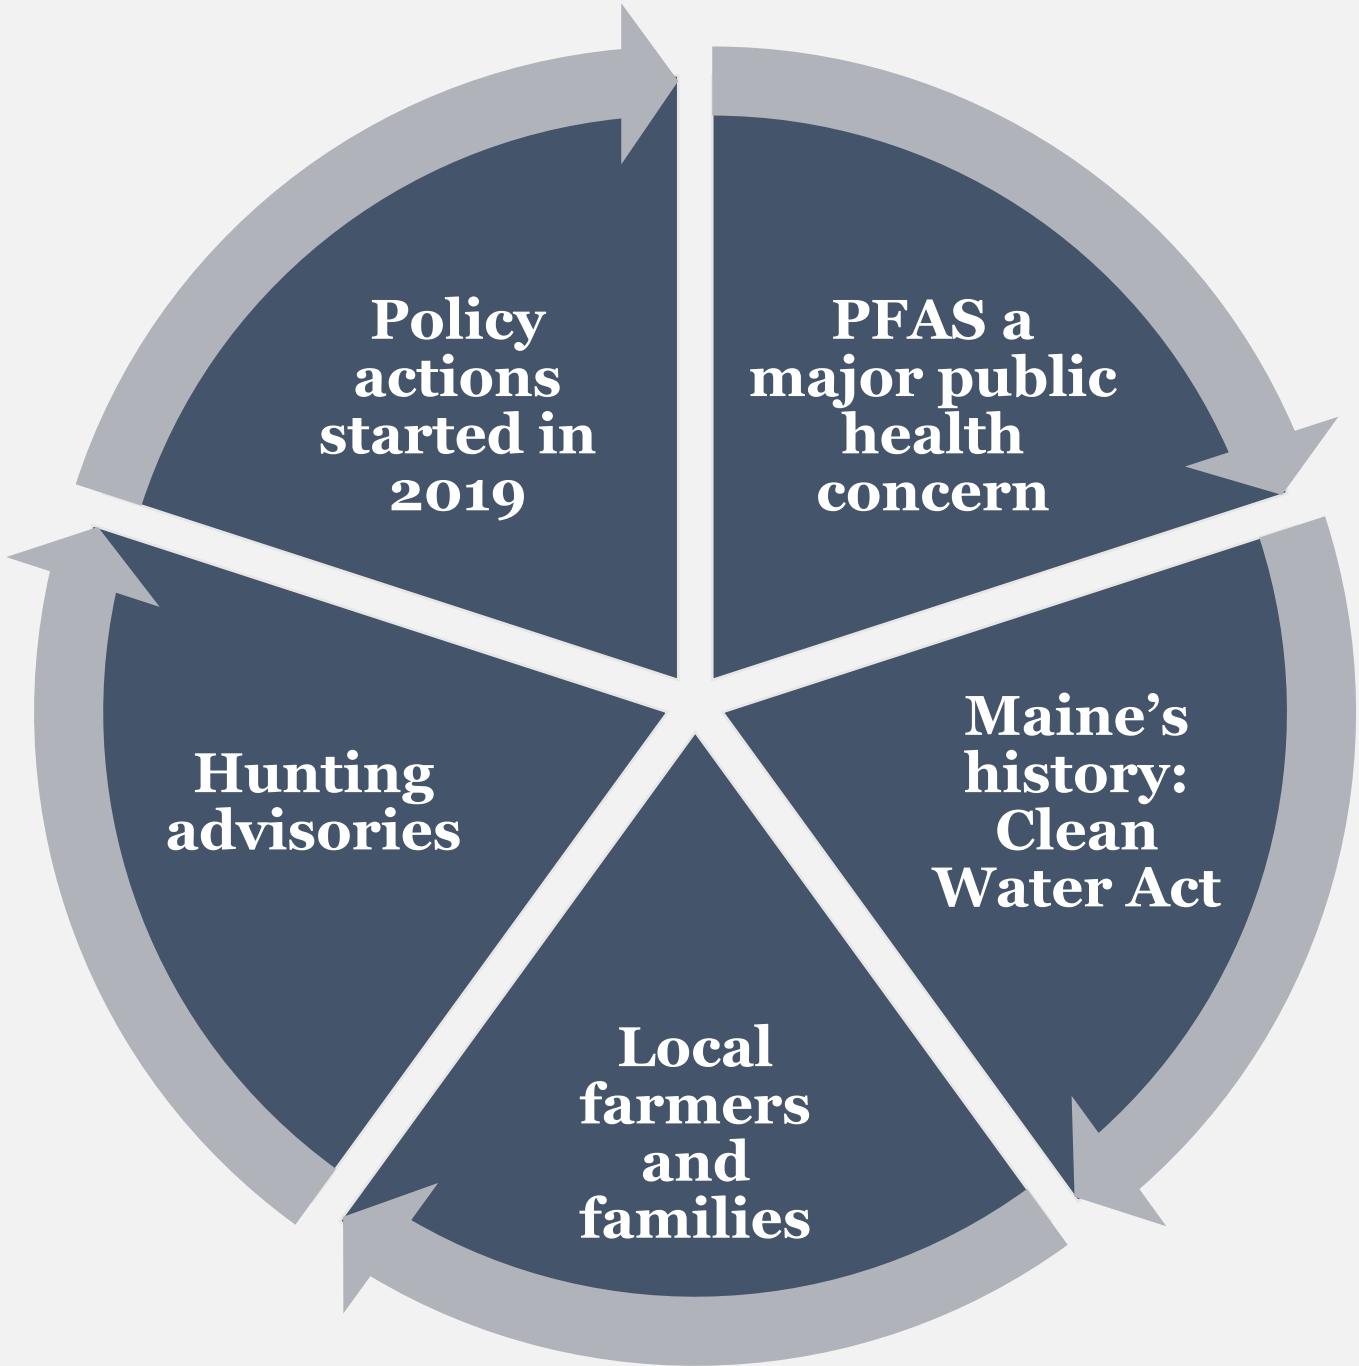 PFAS a
major public
health
concern
Maine’s
history:
Clean
Water Act
Local
farmers
and
families
Hunting
advisories
Policy
actions
started in
2019